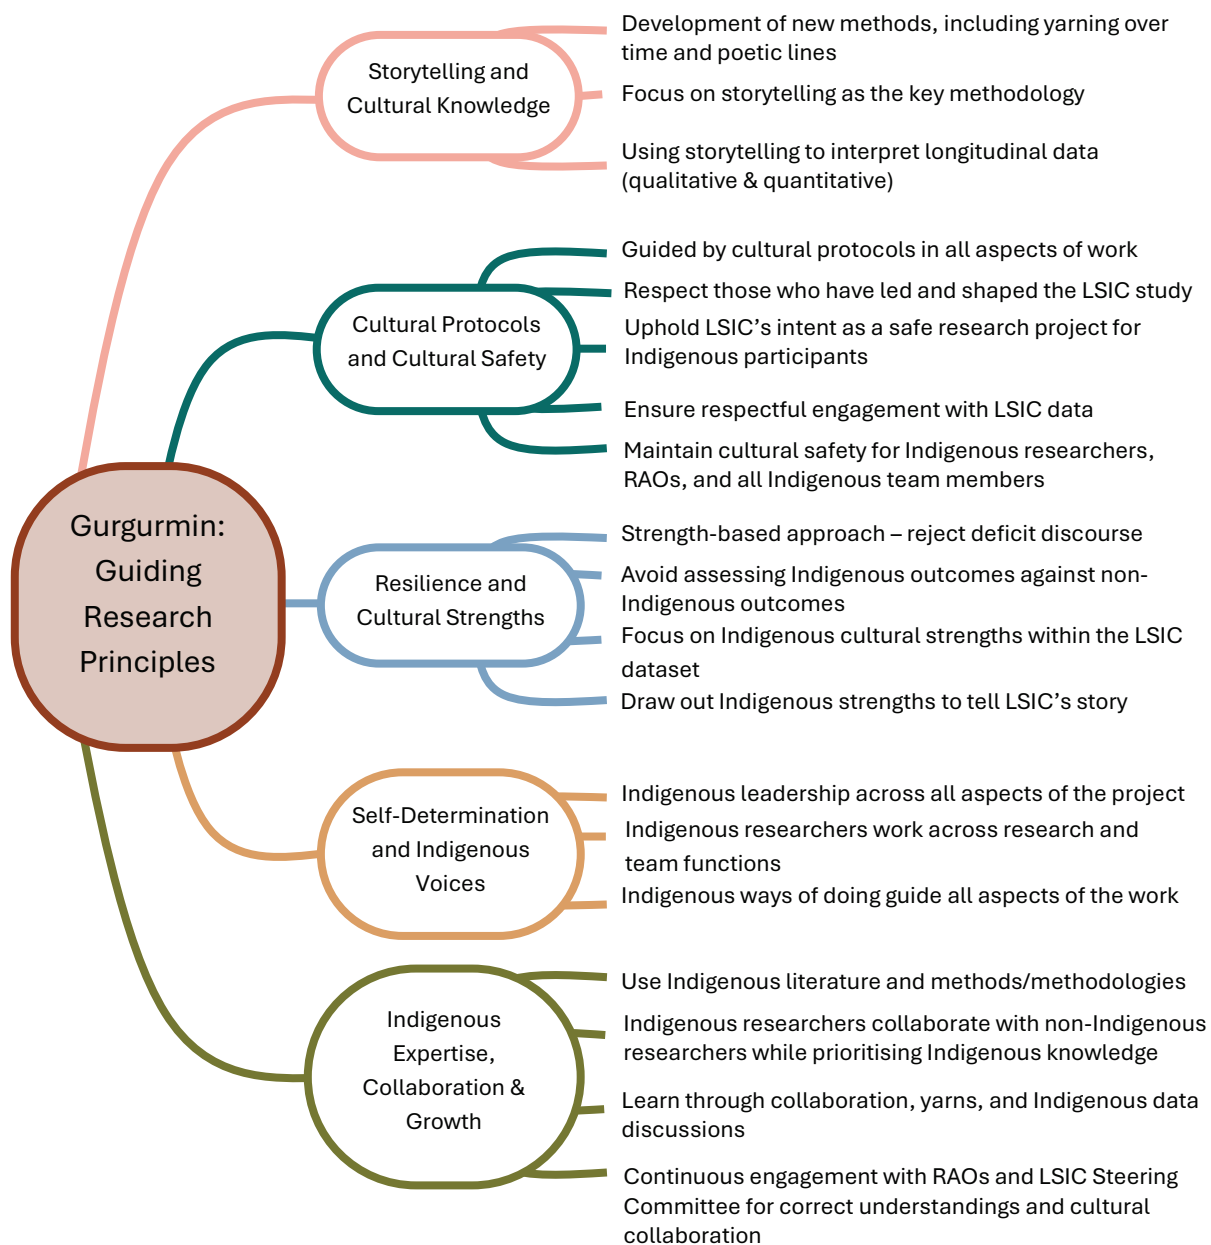 Development of new methods, including yarning over
time and poetic lines
Storytelling and
Cultural Knowledge
Focus on storytelling as the key methodology
Using storytelling to interpret longitudinal data
(qualitative & quantitative)
Guided by cultural protocols in all aspects of work
Respect those who have led and shaped the LSIC study
Cultural Protocols
and Cultural Safety
Uphold LSIC’s intent as a safe research project for
Indigenous participants
Ensure respectful engagement with LSIC data
Maintain cultural safety for Indigenous researchers,
RAOs, and all Indigenous team members
Gurgurmin:
Guiding
Research
Principles
Strength-based approach – reject deficit discourse
Resilience and
Cultural Strengths
Avoid assessing Indigenous outcomes against non-
Indigenous outcomes
Focus on Indigenous cultural strengths within the LSIC
dataset
Draw out Indigenous strengths to tell LSIC’s story
Self-Determination
and Indigenous
Voices
Indigenous leadership across all aspects of the project
Indigenous researchers work across research and
team functions
Indigenous ways of doing guide all aspects of the work
Indigenous
Expertise,
Collaboration &
Growth
Use Indigenous literature and methods/methodologies
Indigenous researchers collaborate with non-Indigenous
researchers while prioritising Indigenous knowledge
Learn through collaboration, yarns, and Indigenous data
discussions
Continuous engagement with RAOs and LSIC Steering
Committee for correct understandings and cultural
collaboration